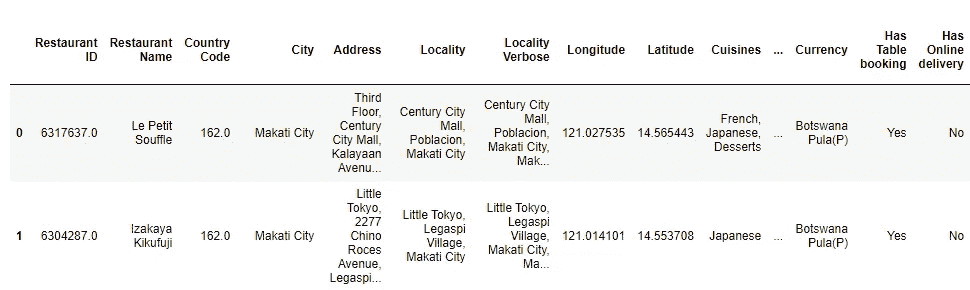 Restaurant ID Restaurant Name Country Code City Address Locality Locality Verbose Longitude Latitude Cuisines ... Currency Has Table booking Has Online delivery
0 6317637.0 Le Petit Souffle 162.0 Makati City Third Floor, Century City Mall, Kalayaan Avenu... Century City Mall, Poblacion, Makati City Century City Mall, Poblacion, Makati City, Mak... 121.027535 14.565443 French, Japanese, Desserts ... Botswana Pula(P) Yes No
1 6304287.0 Izakaya Kikufuji 162.0 Makati City Little Tokyo, 2277 Chino Roces Avenue, Legaspi... Little Tokyo, Legaspi Village, Makati City Little Tokyo, Legaspi Village, Makati City, Ma... 121.014101 14.553708 Japanese ... Botswana Pula(P) Yes No